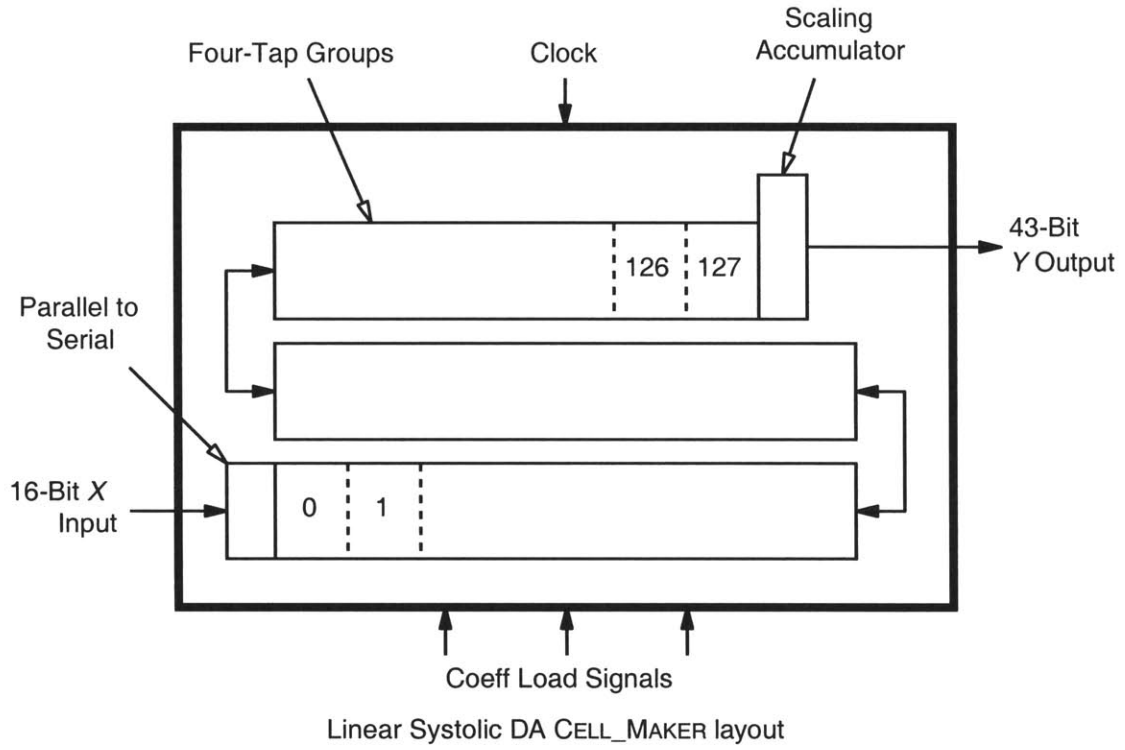 Four-Tap Groups
Clock
Scaling
Accumulator
126
127
43-Bit
Y Output
Parallel to
Serial
16-Bit X
Input
0
1
Coeff Load Signals
Linear Systolic DA CELL_MAKER layout